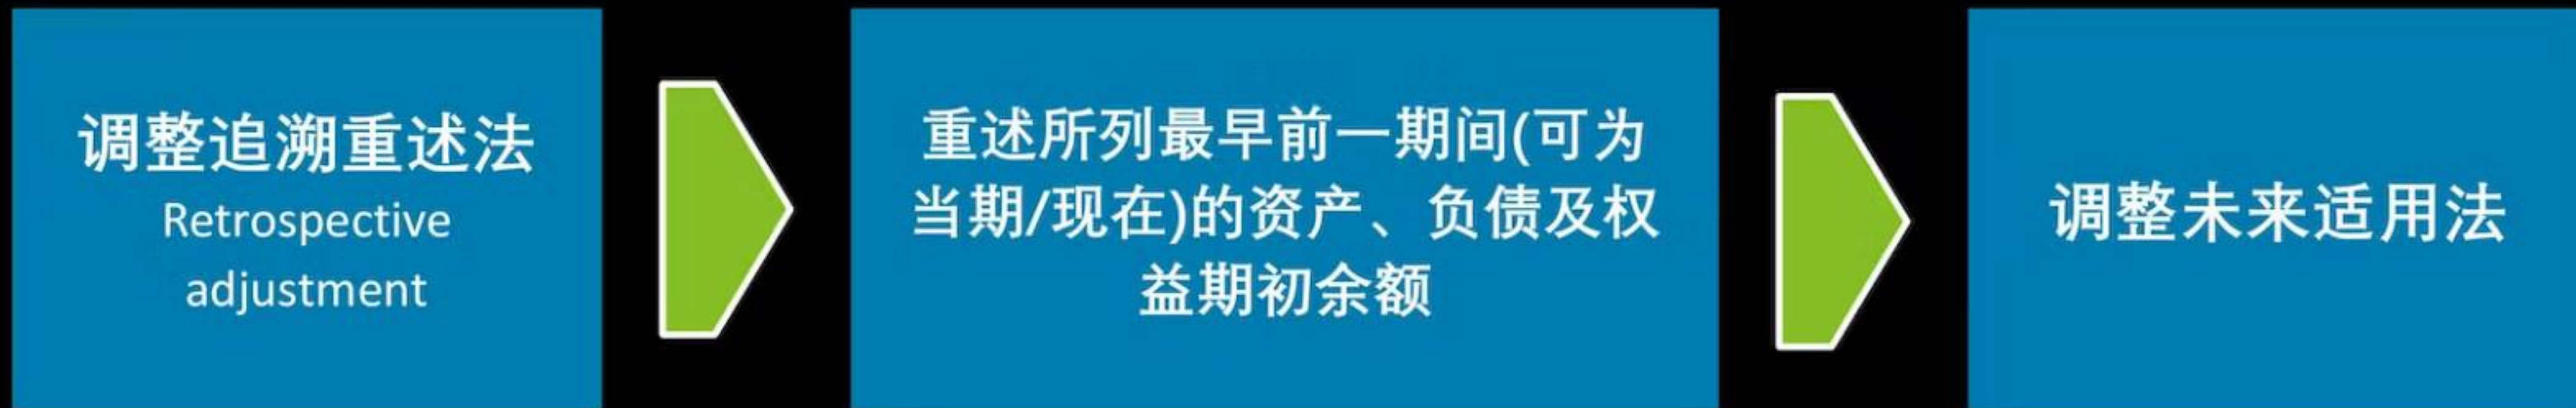 调整追溯重述法
Retrospective
adjustment
重述所列最早前一期间(可为
当期/现在)的资产、负债及权
益期初余额
调整未来适用法